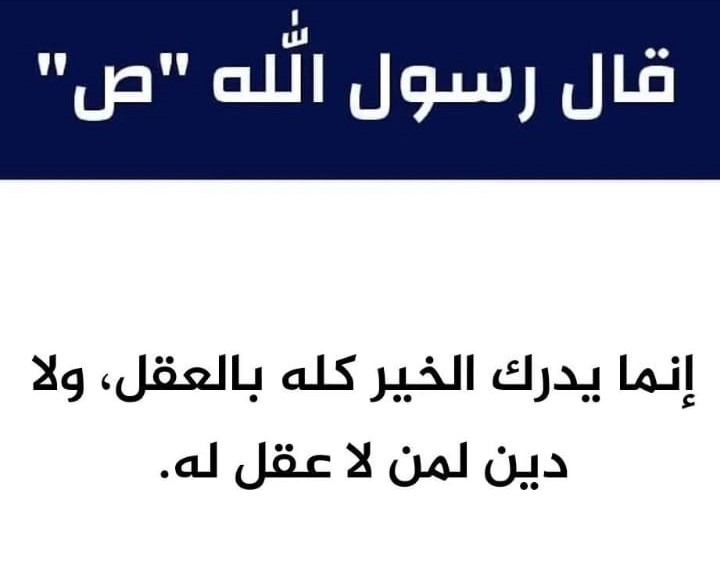 قال رسول الله "ص"
إنما يدرك الخير كله بالعقل، ولا
دين لمن لا عقل له.